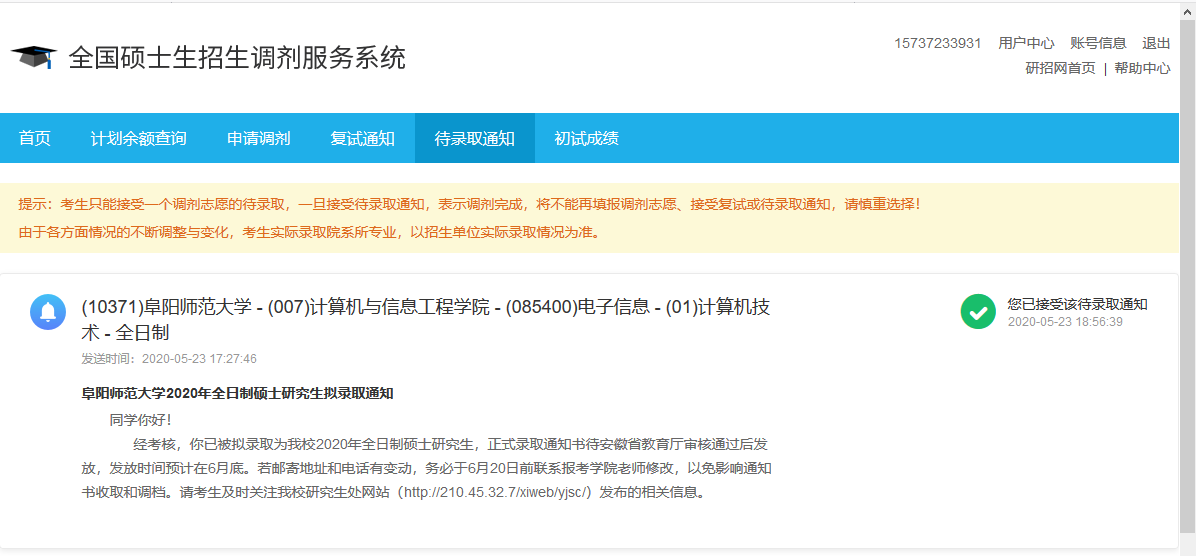 全国硕士生招生调剂服务系统
15737233931 用户中心 账号信息 退出
研招网首页 | 帮助中心
首页 计划余额查询 申请调剂 复试通知 待录取通知 初试成绩
提示：考生只能接受一个调剂志愿的待录取，一旦接受待录取通知，表示调剂完成，将不能再填报调剂志愿、接受复试或待录取通知，请慎重选择！
由于各方面情况的不断调整与变化，考生实际录取院系所专业，以招生单位实际录取情况为准。
(10371)阜阳师范大学 - (007)计算机与信息工程学院 - (085400)电子信息 - (01)计算机技
术 - 全日制
发送时间：2020-05-23 17:27:46
您已接受该待录取通知
2020-05-23 18:56:39
阜阳师范大学2020年全日制硕士研究生拟录取通知
同学你好！
经考核，你已被拟录取为我校2020年全日制硕士研究生，正式录取通知书待安徽省教育厅审核通过后发
放，发放时间预计在6月底。若邮寄地址和电话有变动，务必于6月20日前联系报考学院老师修改，以免影响通知
书收取和调档。请考生及时关注我校研究生处网站（http://210.45.32.7/xiweb/yjsc/）发布的相关信息。